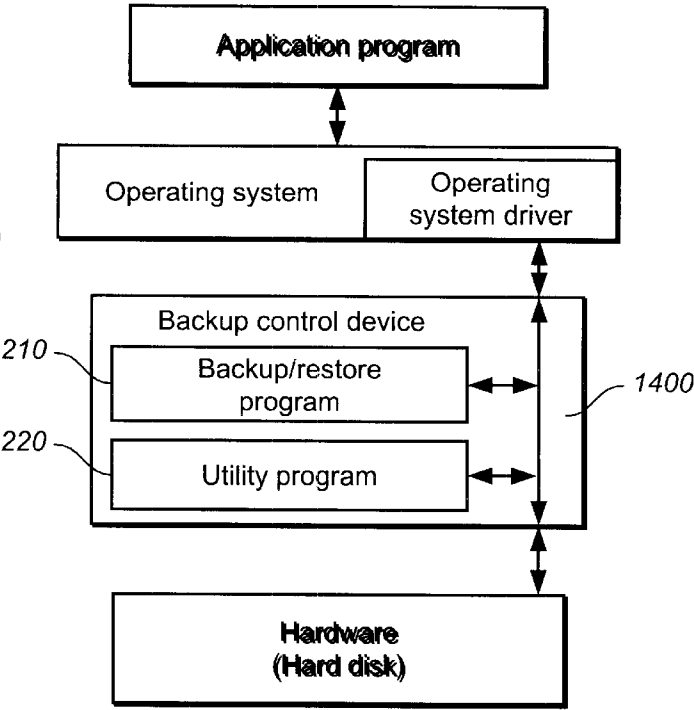 Application program
Operating system
Operating
system driver
Backup control device
210
Backup/restore
program
1400
220
Utility program
Hardware
(Hard disk)